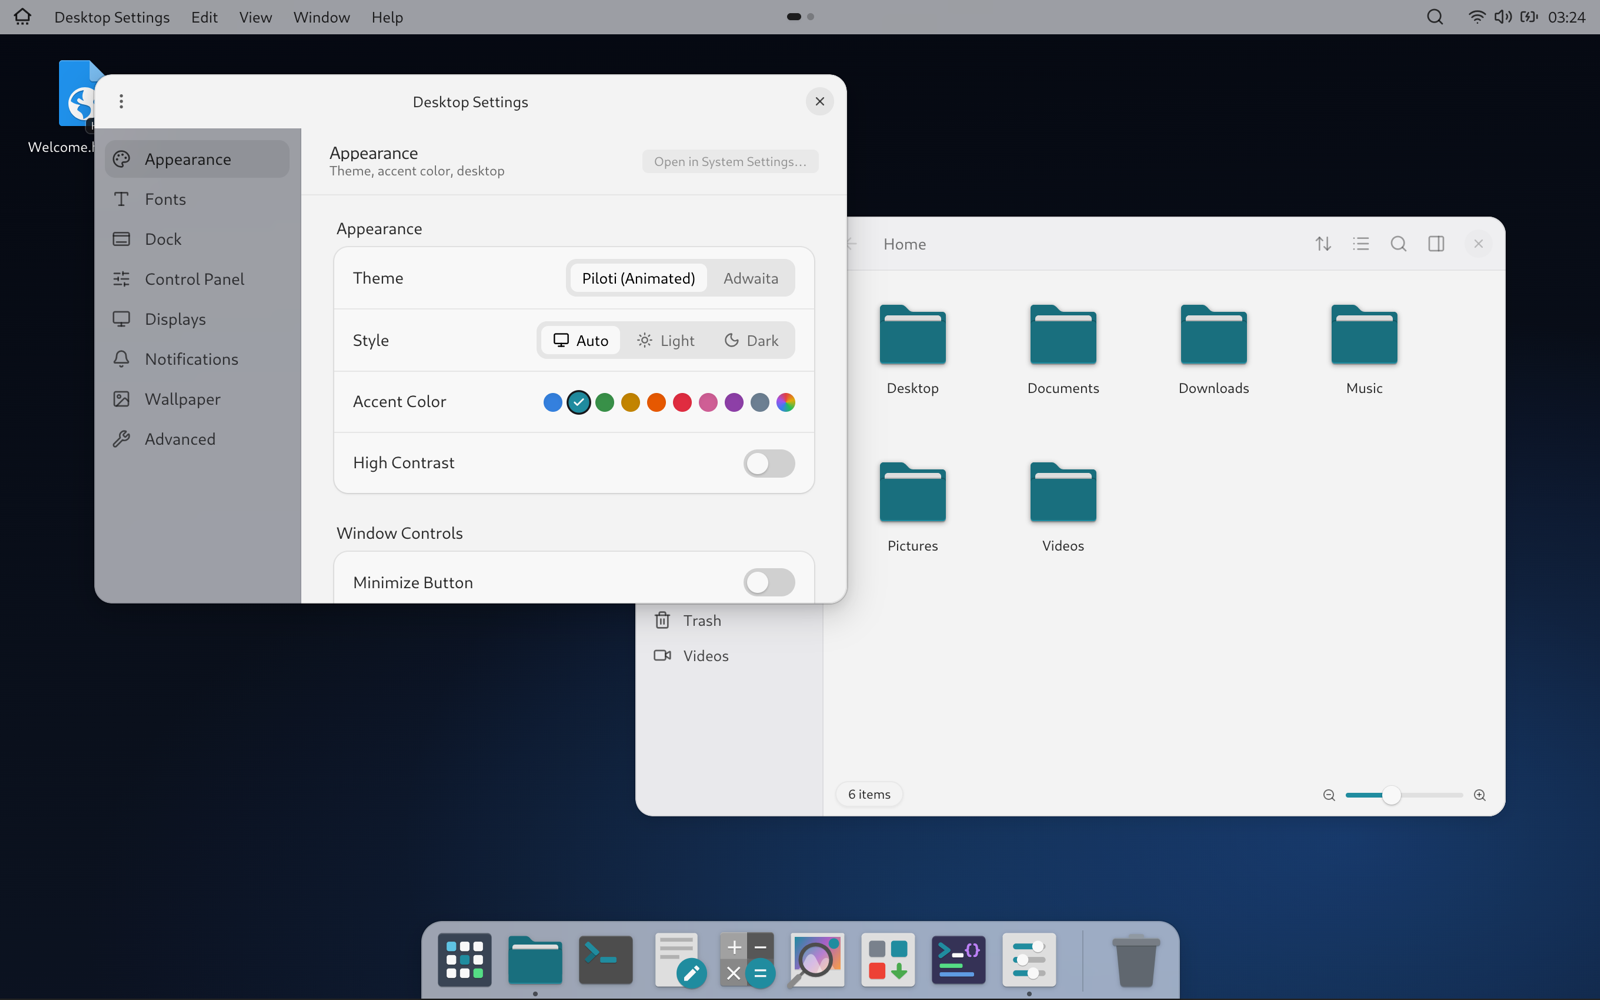 Desktop Settings Edit View Window Help
03:24
Welcome.h
Desktop Settings
Appearance
Fonts
Dock
Control Panel
Displays
Notifications
Wallpaper
Advanced
Appearance
Theme, accent color, desktop
Open in System Settings...
Appearance
Theme
Piloti (Animated)
Adwaita
Style
Auto
Light
Dark
Accent Color
High Contrast
Window Controls
Minimize Button
Home
Desktop
Documents
Downloads
Music
Pictures
Videos
Trash
Videos
6 items